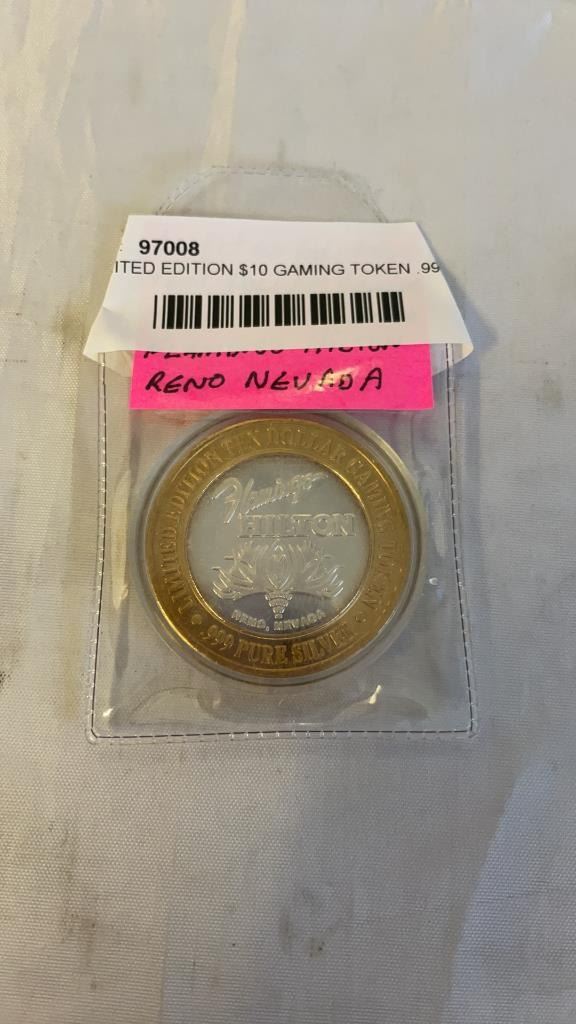 97008
ITED EDITION $10 GAMING TOKEN .99
RENO NEVADA
LIMITED EDITION TEN DOLLAR GAMING TOKEN
Flamingo
HILTON
RENO, NEVADA
.999 PURE SILVER